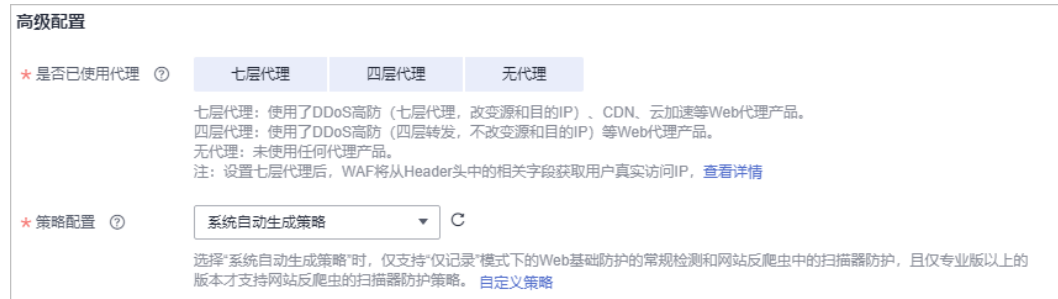 高级配置
* 是否已使用代理 ? 七层代理 四层代理 无代理
七层代理：使用了DDoS高防（七层代理，改变源和目的IP）、CDN、云加速等Web代理产品。
四层代理：使用了DDoS高防（四层转发，不改变源和目的IP）等Web代理产品。
无代理：未使用任何代理产品。
注：设置七层代理后，WAF将从Header头中的相关字段获取用户真实访问IP，查看详情
* 策略配置 ? 系统自动生成策略
选择“系统自动生成策略”时，仅支持“仅记录”模式下的Web基础防护的常规检测和网站反爬虫中的扫描器防护，且仅专业版以上的
版本才支持网站反爬虫的扫描器防护策略。 自定义策略